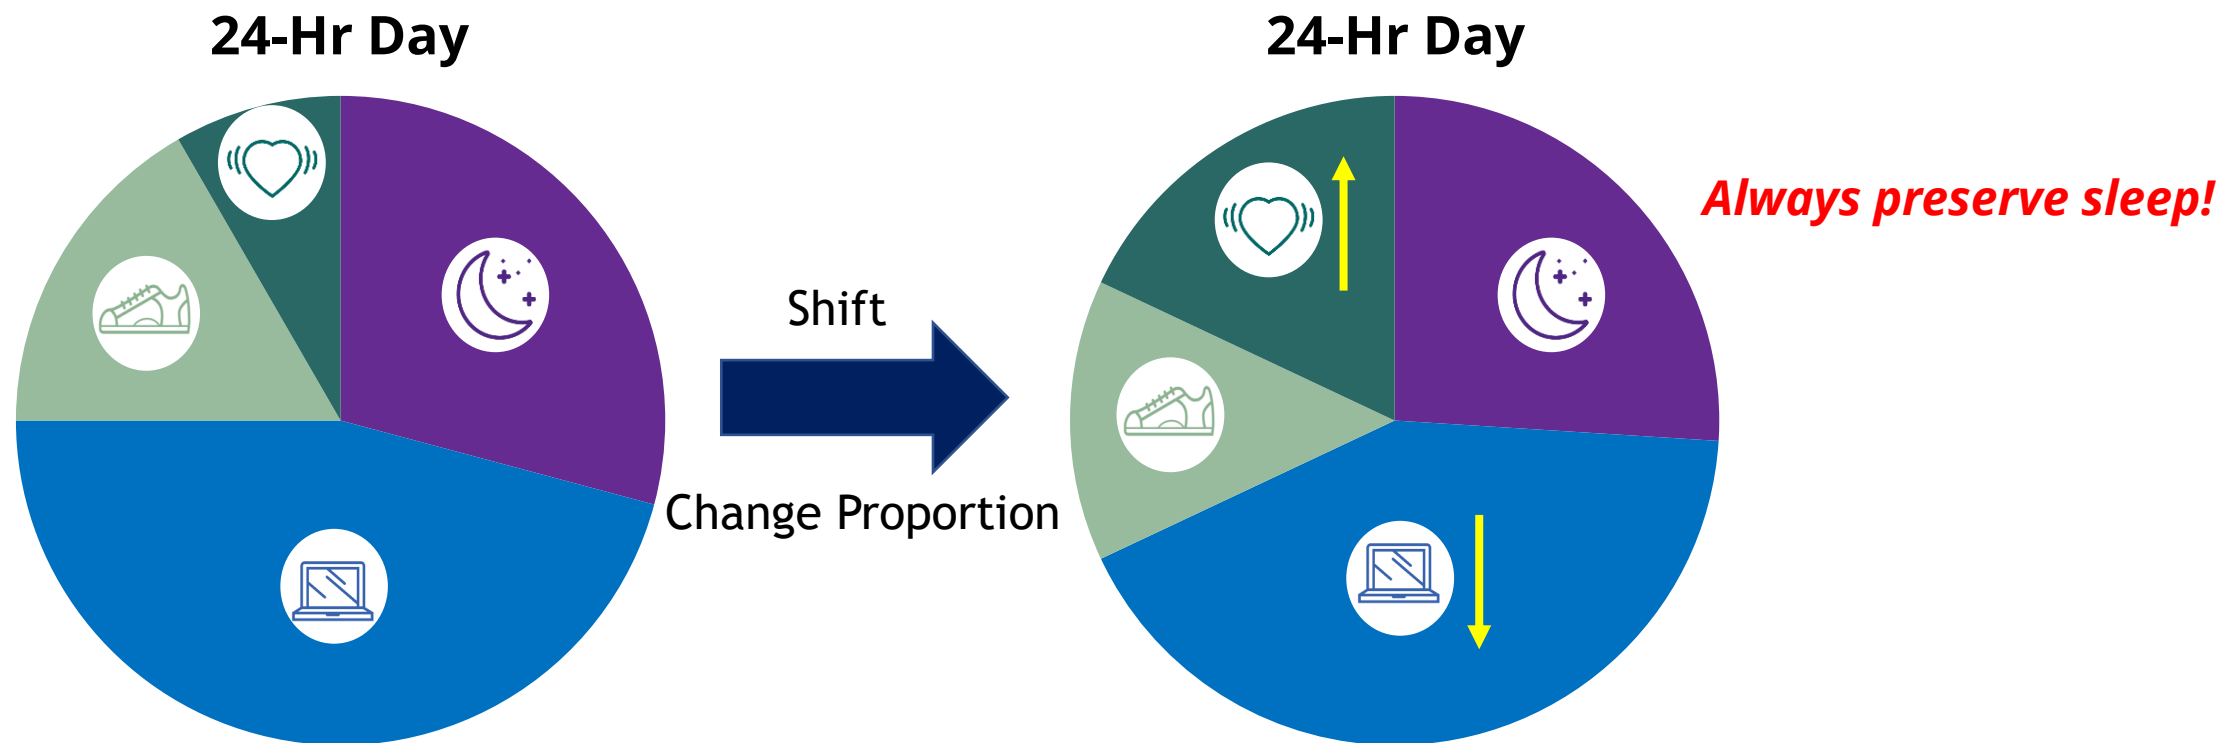 24-Hr Day
24-Hr Day
Always preserve sleep!
Shift
Change Proportion